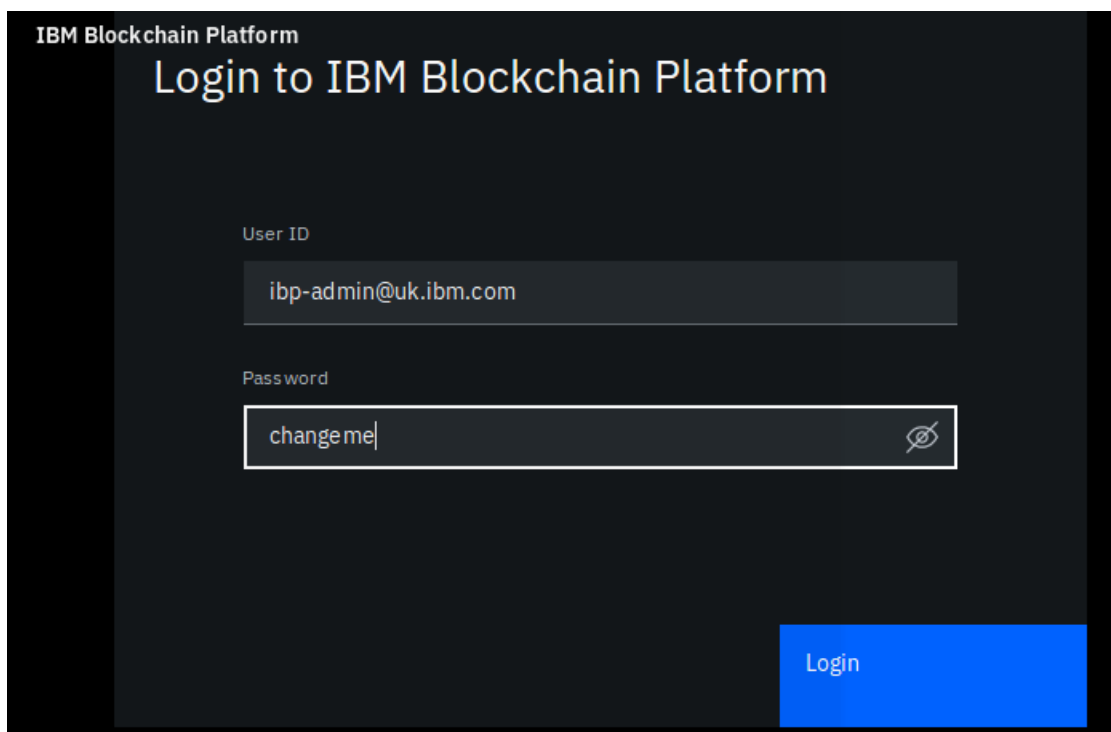 IBM Blockchain Platform
Login to IBM Blockchain Platform
User ID
ibp-admin@uk.ibm.com
Password
changeme
Login